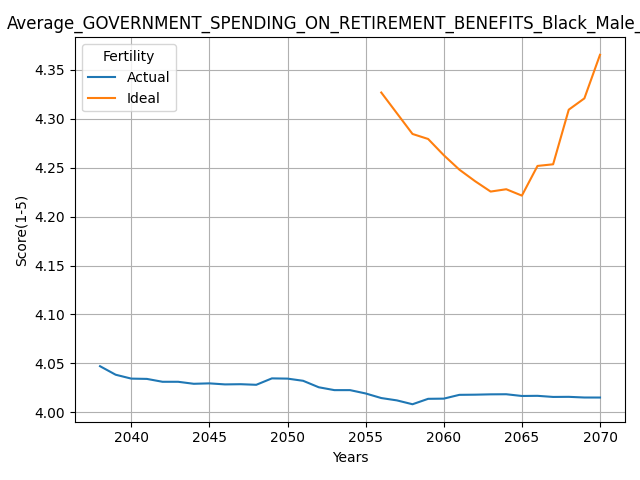 Average_GOVERNMENT_SPENDING_ON_RETIREMENT_BENEFITS_Black_Male_
Fertility
Actual
Ideal
4.35
4.30
4.25
4.20
4.15
4.10
4.05
4.00
Score(1-5)
2040 2045 2050 2055 2060 2065 2070
Years